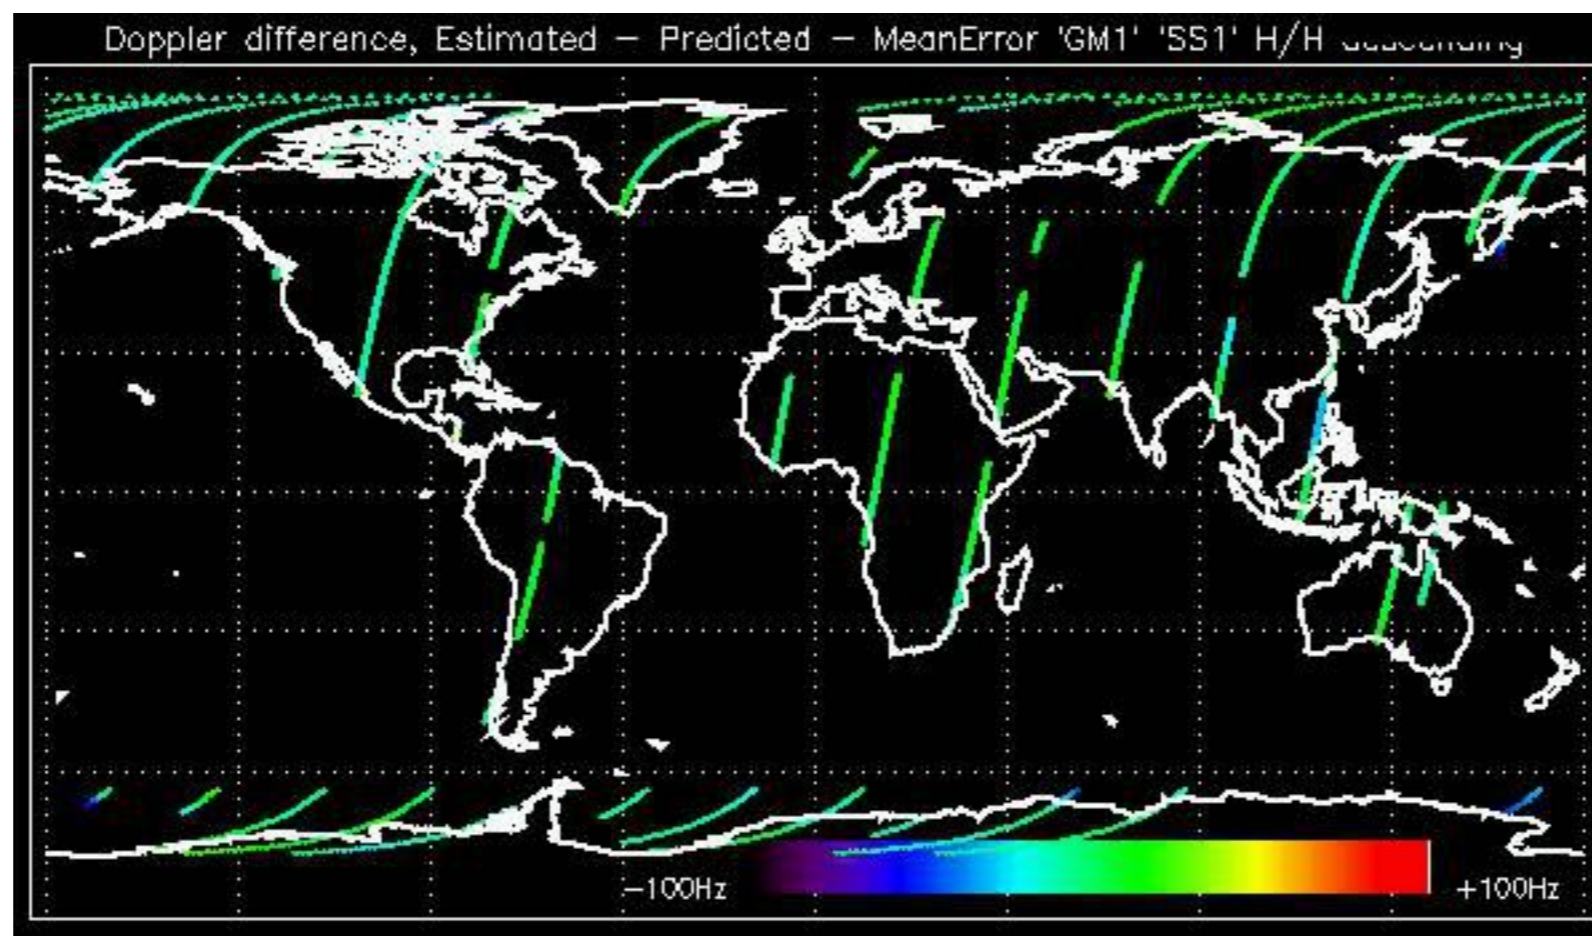 Doppler difference, Estimated – Predicted – MeanError 'GM1' 'SS1' H/H
–100Hz
+100Hz